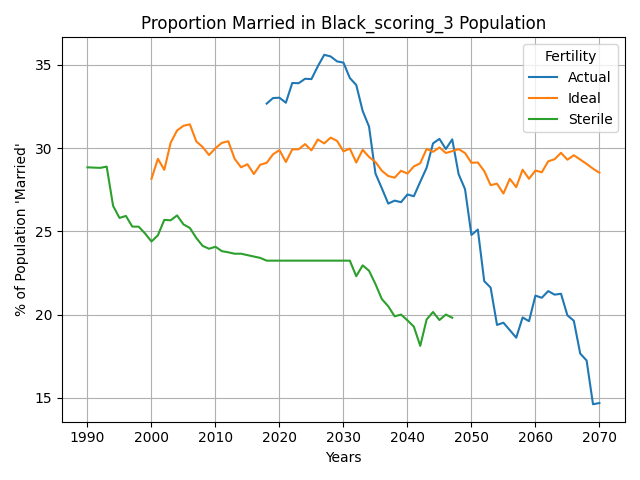 Proportion Married in Black_scoring_3 Population
Fertility
Actual
Ideal
Sterile
% of Population 'Married'
35
30
25
20
15
1990 2000 2010 2020 2030 2040 2050 2060 2070
Years